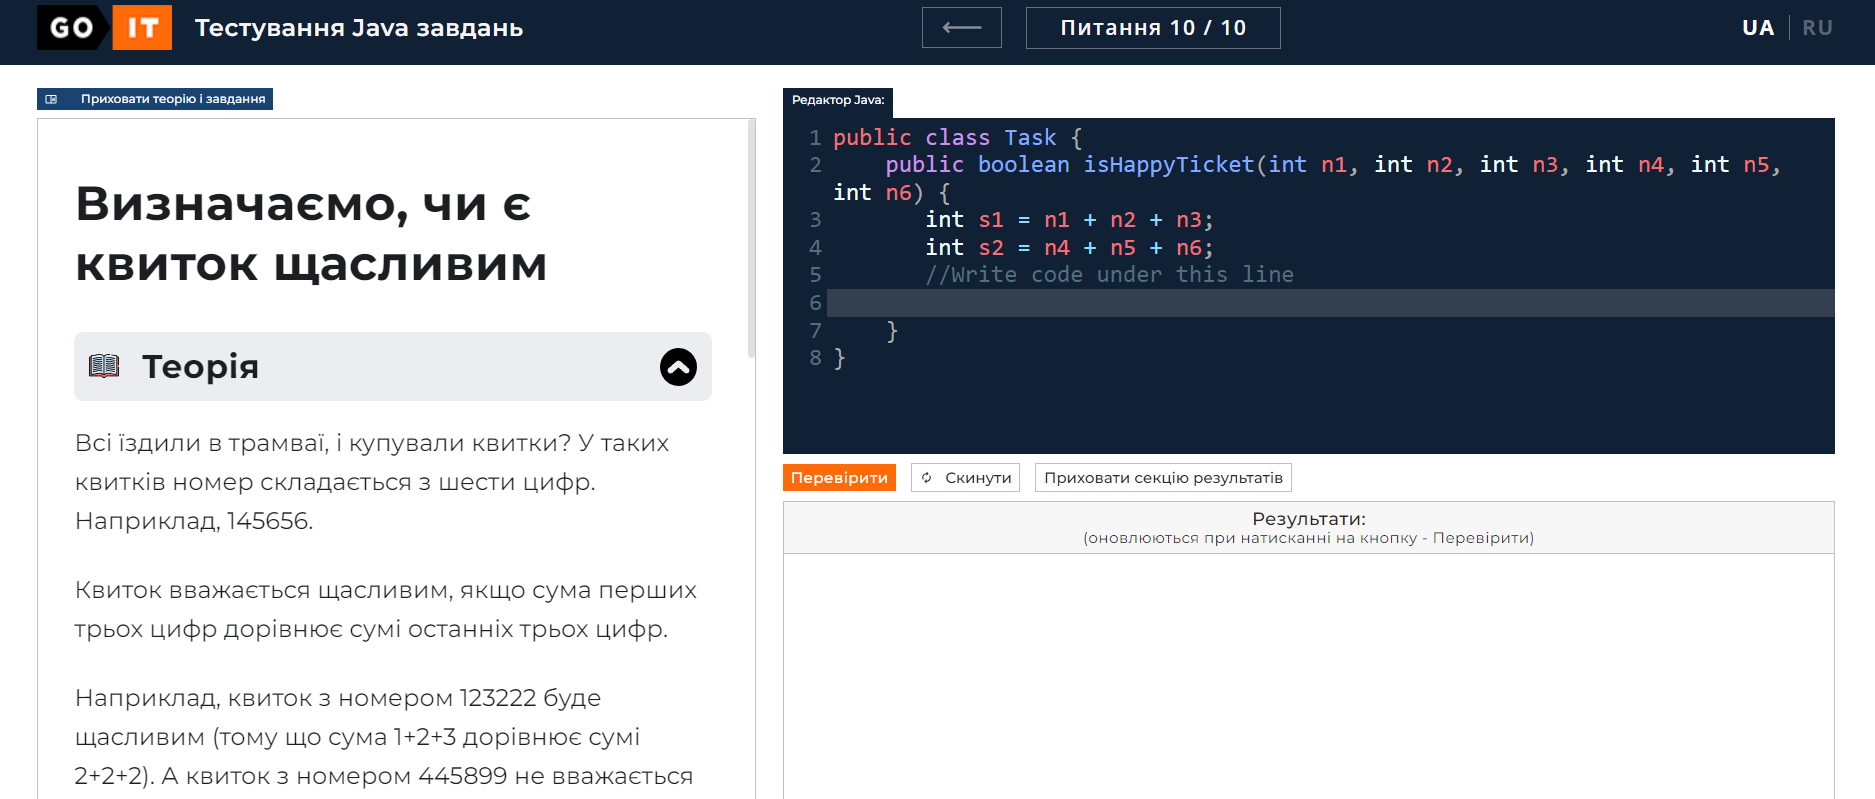 GO IT Тестування Java завдань
Питання 10 / 10
UA RU
Приховати теорію і завдання
Визначаємо, чи є
квиток щасливим
Теорія
Всі їздили в трамваї, і купували квитки? У таких
квитків номер складається з шести цифр.
Наприклад, 145656.
Квиток вважається щасливим, якщо сума перших
трьох цифр дорівнює сумі останніх трьох цифр.
Наприклад, квиток з номером 123222 буде
щасливим (тому що сума 1+2+3 дорівнює сумі
2+2+2). А квиток з номером 445899 не вважається
Редактор Java:
1 public class Task {
2     public boolean isHappyTicket(int n1, int n2, int n3, int n4, int n5,
int n6) {
3        int s1 = n1 + n2 + n3;
4        int s2 = n4 + n5 + n6;
5        //Write code under this line
6
7     }
8 }
Перевірити Скинути Приховати секцію результатів
Результати:
(оновлюються при натисканні на кнопку - Перевірити)